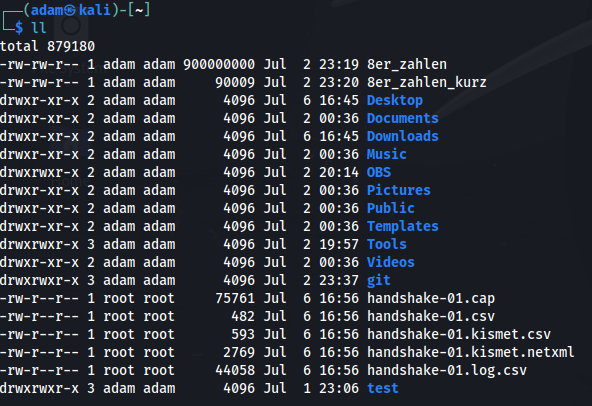 ┌──(adam㉿kali)-[~]
└─$ ll
total 879180
-rw-rw-r-- 1 adam adam 900000000 Jul  2 23:19 8er_zahlen
-rw-rw-r-- 1 adam adam     90009 Jul  2 23:20 8er_zahlen_kurz
drwxr-xr-x 2 adam adam      4096 Jul  6 16:45 Desktop
drwxr-xr-x 2 adam adam      4096 Jul  2 00:36 Documents
drwxr-xr-x 2 adam adam      4096 Jul  6 16:45 Downloads
drwxr-xr-x 2 adam adam      4096 Jul  2 00:36 Music
drwxrwxr-x 2 adam adam      4096 Jul  2 20:14 OBS
drwxr-xr-x 2 adam adam      4096 Jul  2 00:36 Pictures
drwxr-xr-x 2 adam adam      4096 Jul  2 00:36 Public
drwxr-xr-x 2 adam adam      4096 Jul  2 00:36 Templates
drwxrwxr-x 3 adam adam      4096 Jul  2 19:57 Tools
drwxr-xr-x 2 adam adam      4096 Jul  2 00:36 Videos
drwxrwxr-x 3 adam adam      4096 Jul  2 23:37 git
-rw-r--r-- 1 root root     75761 Jul  6 16:56 handshake-01.cap
-rw-r--r-- 1 root root       482 Jul  6 16:56 handshake-01.csv
-rw-r--r-- 1 root root       593 Jul  6 16:56 handshake-01.kismet.csv
-rw-r--r-- 1 root root      2769 Jul  6 16:56 handshake-01.kismet.netxml
-rw-r--r-- 1 root root     44058 Jul  6 16:56 handshake-01.log.csv
drwxrwxr-x 3 adam adam      4096 Jul  1 23:06 test